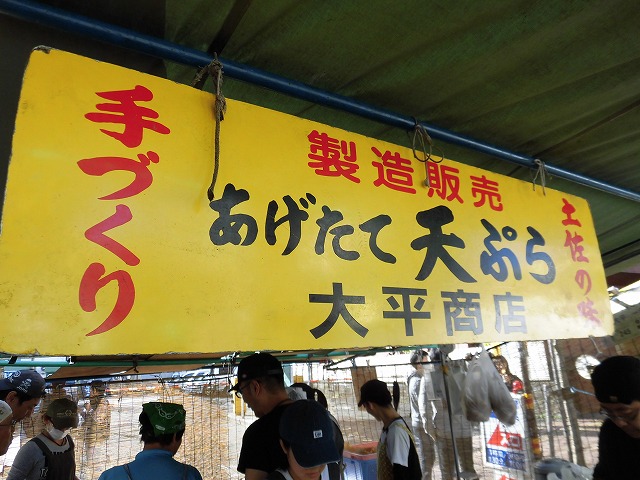 手づくり
製造販売
あげたて天ぷら
大平商店
土佐の味